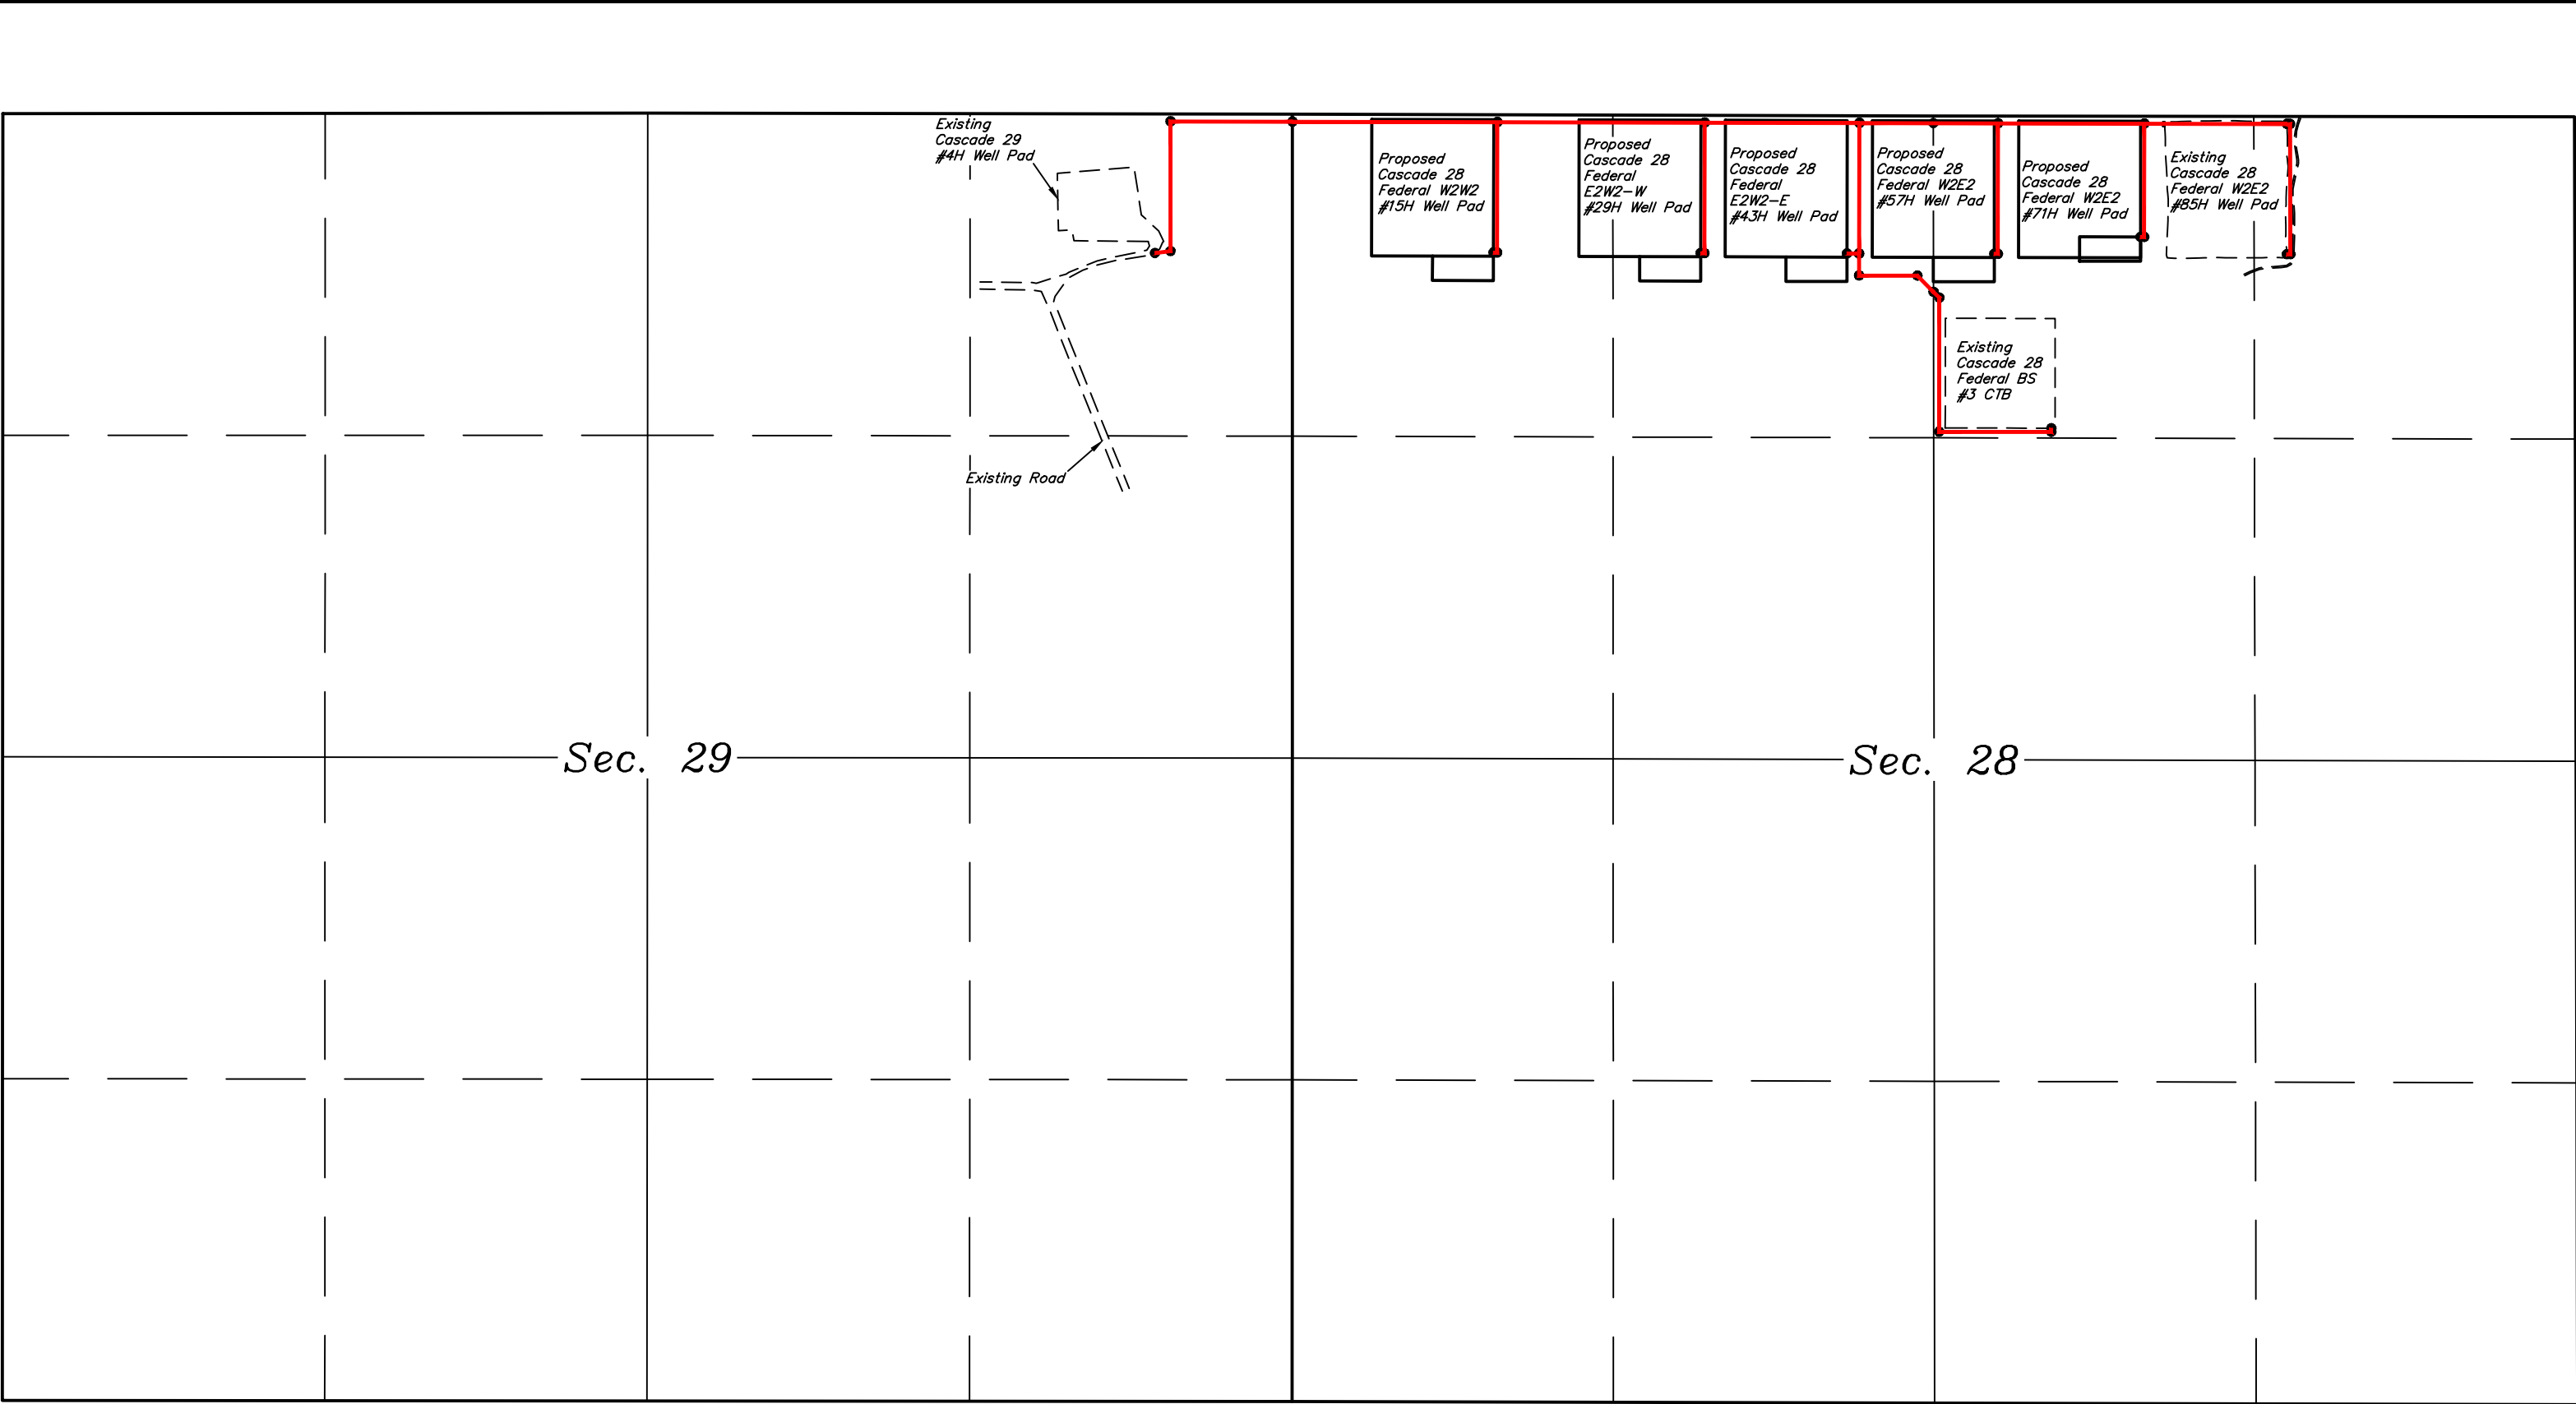 Existing
Cascade 29
#4H Well Pad
Proposed
Cascade 28
Federal W2W2
#15H Well Pad
Proposed
Cascade 28
Federal
E2W2-W
#29H Well Pad
Proposed
Cascade 28
Federal
E2W2-E
#43H Well Pad
Proposed
Cascade 28
Federal W2E2
#57H Well Pad
Proposed
Cascade 28
Federal W2E2
#71H Well Pad
Existing
Cascade 28
Federal W2E2
#85H Well Pad
Existing
Cascade 28
Federal BS
#3 CTB
Existing Road
Sec. 29
Sec. 28